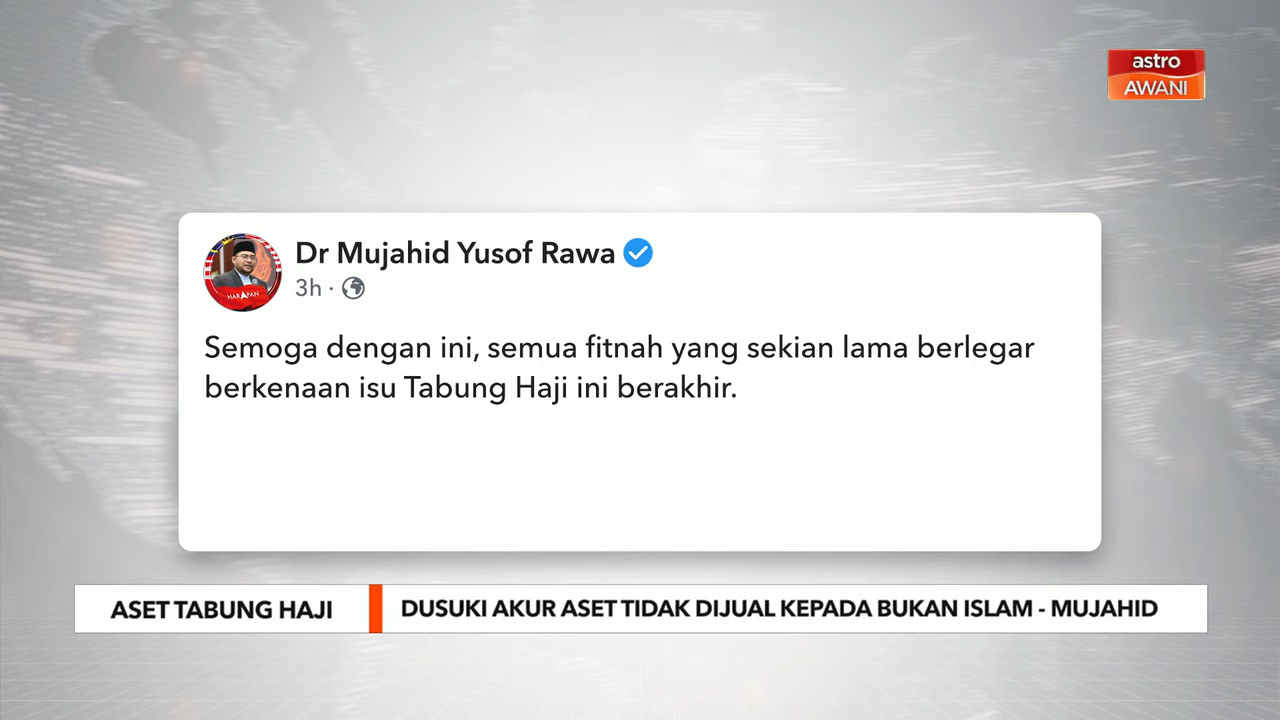 astro
AWANI
Dr Mujahid Yusof Rawa
3h ·
HARAPAN
Semoga dengan ini, semua fitnah yang sekian lama berlegar
berkenaan isu Tabung Haji ini berakhir.
ASET TABUNG HAJI
DUSUKI AKUR ASET TIDAK DIJUAL KEPADA BUKAN ISLAM - MUJAHID